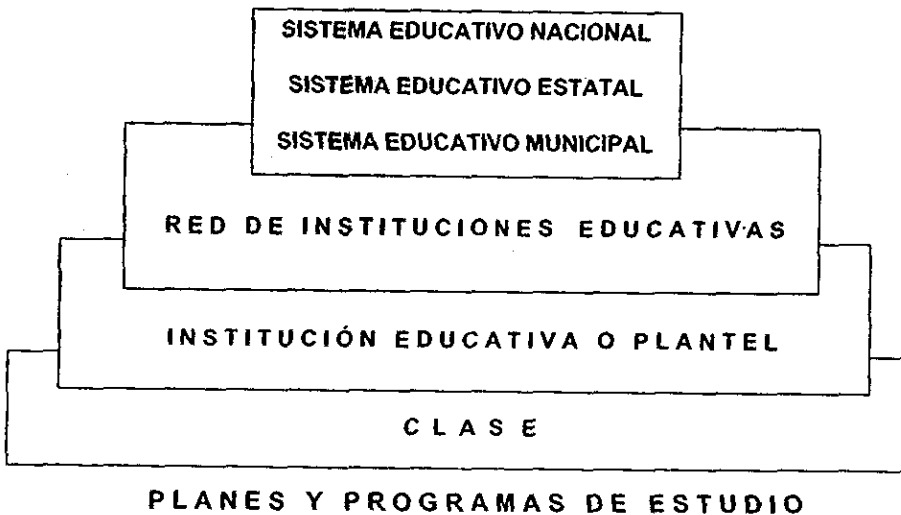 SISTEMA EDUCATIVO NACIONAL
SISTEMA EDUCATIVO ESTATAL
SISTEMA EDUCATIVO MUNICIPAL
RED DE INSTITUCIONES EDUCATIVAS
INSTITUCIÓN EDUCATIVA O PLANTEL
CLASE
PLANES Y PROGRAMAS DE ESTUDIO